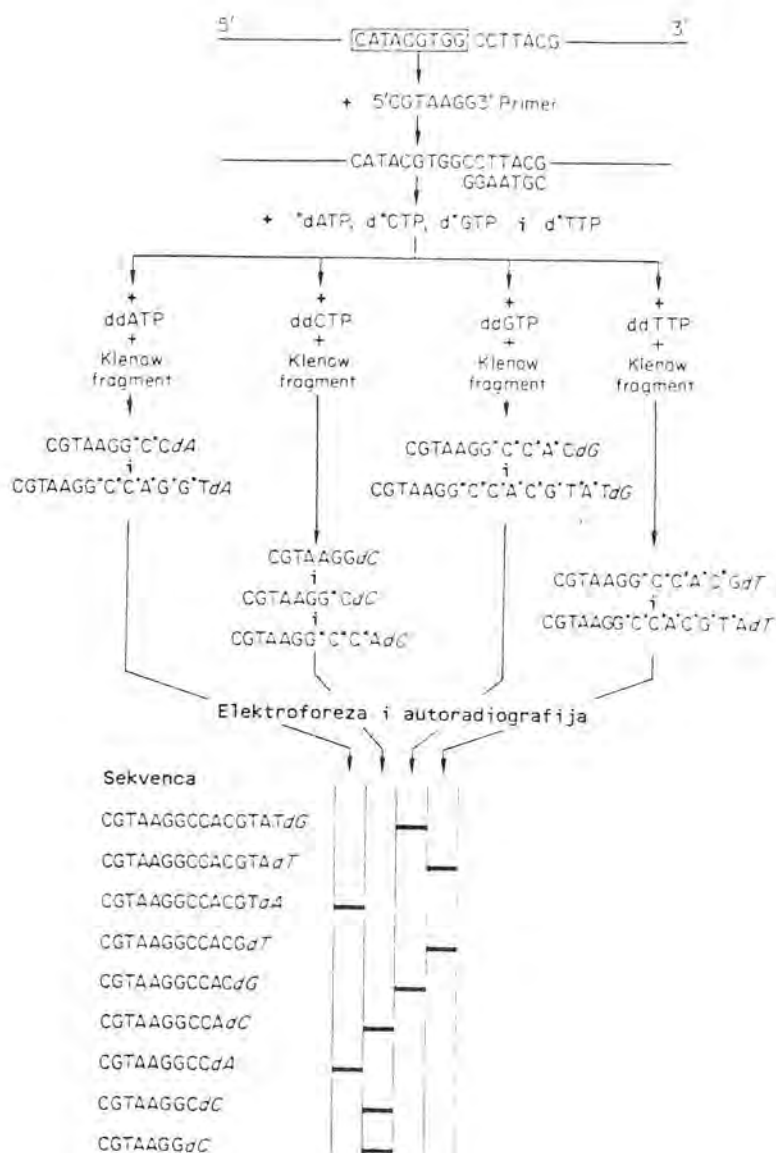 5' 3'
CATACGTGG CCTTACG
+ 5'CGTAAGG3' Primer
CATACGTGGCCTTACG
GGAATGC
+ *dATP, d*CTP, d*GTP i d*TTP
+ + + +
ddATP ddCTP ddGTP ddTTP
+ + + +
Klenow Klenow Klenow Klenow
fragment fragment fragment fragment
CGTAAGG*C*CdA
i
CGTAAGG*C*C*A*G*G*TdA
CGTAAGG*C*C*A*CdG
i
CGTAAGG*C*C*A*C*G*T*A*TdG
CGTAAGGdC
i
CGTAAGG*CdC
i
CGTAAGG*C*C*AdC
CGTAAGG*C*C*A*C*GdT
i
CGTAAGG*C*C*A*C*G*T*AdT
Elektroforeza i autoradiografija
Sekvenca
CGTAAGGCCACGTATdG
CGTAAGGCCACGTAdT
CGTAAGGCCACGTdA
CGTAAGGCCACGdT
CGTAAGGCCACdG
CGTAAGGCCAdC
CGTAAGGCCdA
CGTAAGGCdC
CGTAAGGdC